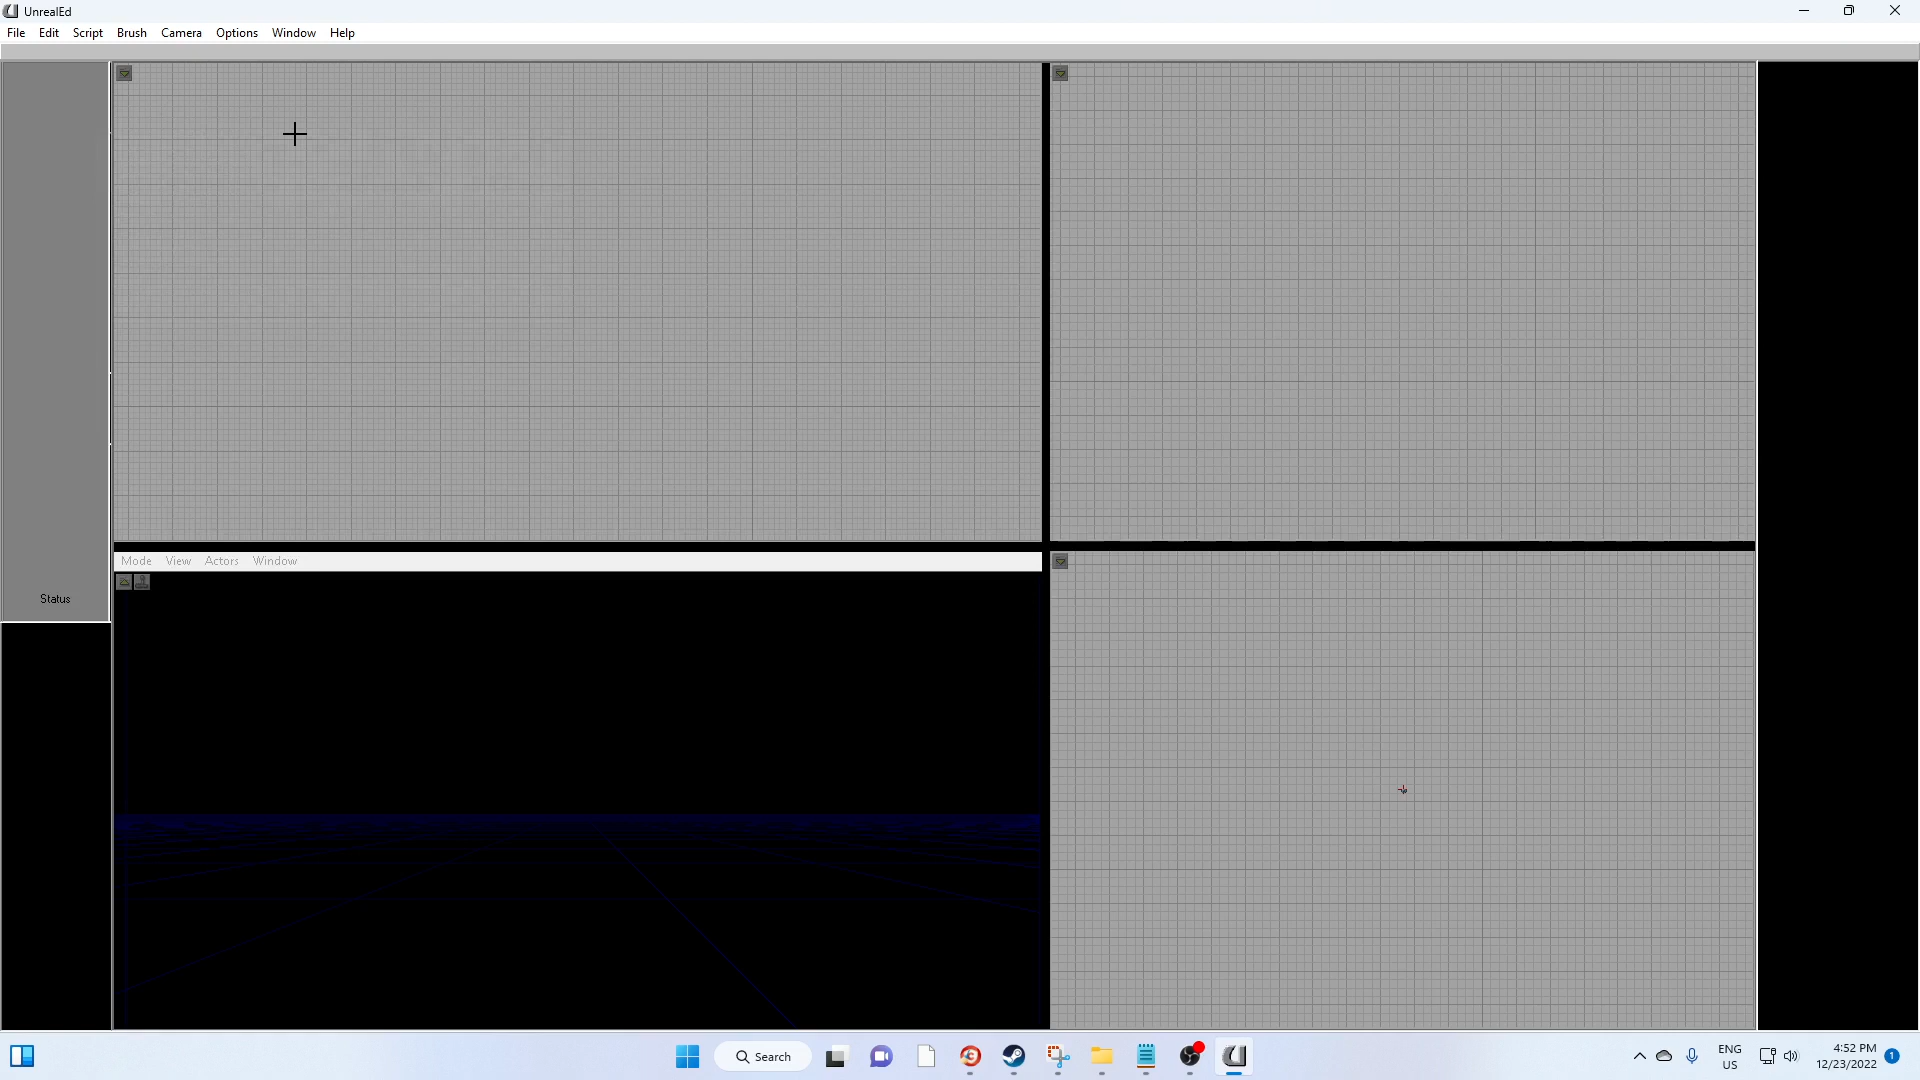 UnrealEd
File Edit Script Brush Camera Options Window Help
Mode View Actors Window
Status
Search
ENG
US
4:52 PM
12/23/2022
1